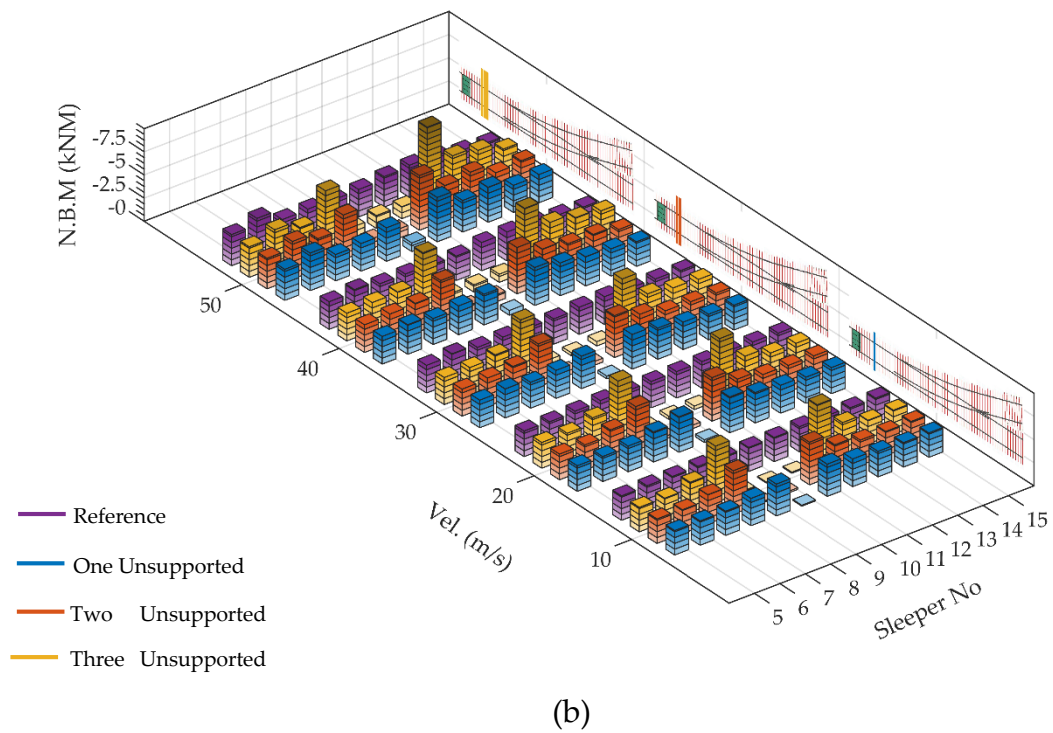 N.B.M (kNM)
-7.5
-5
-2.5
-0
50
40
30
20
10
Vel. (m/s)
5
6
7
8
9
10
11
12
13
14
15
Sleeper No
Reference
One Unsupported
Two Unsupported
Three Unsupported
(b)